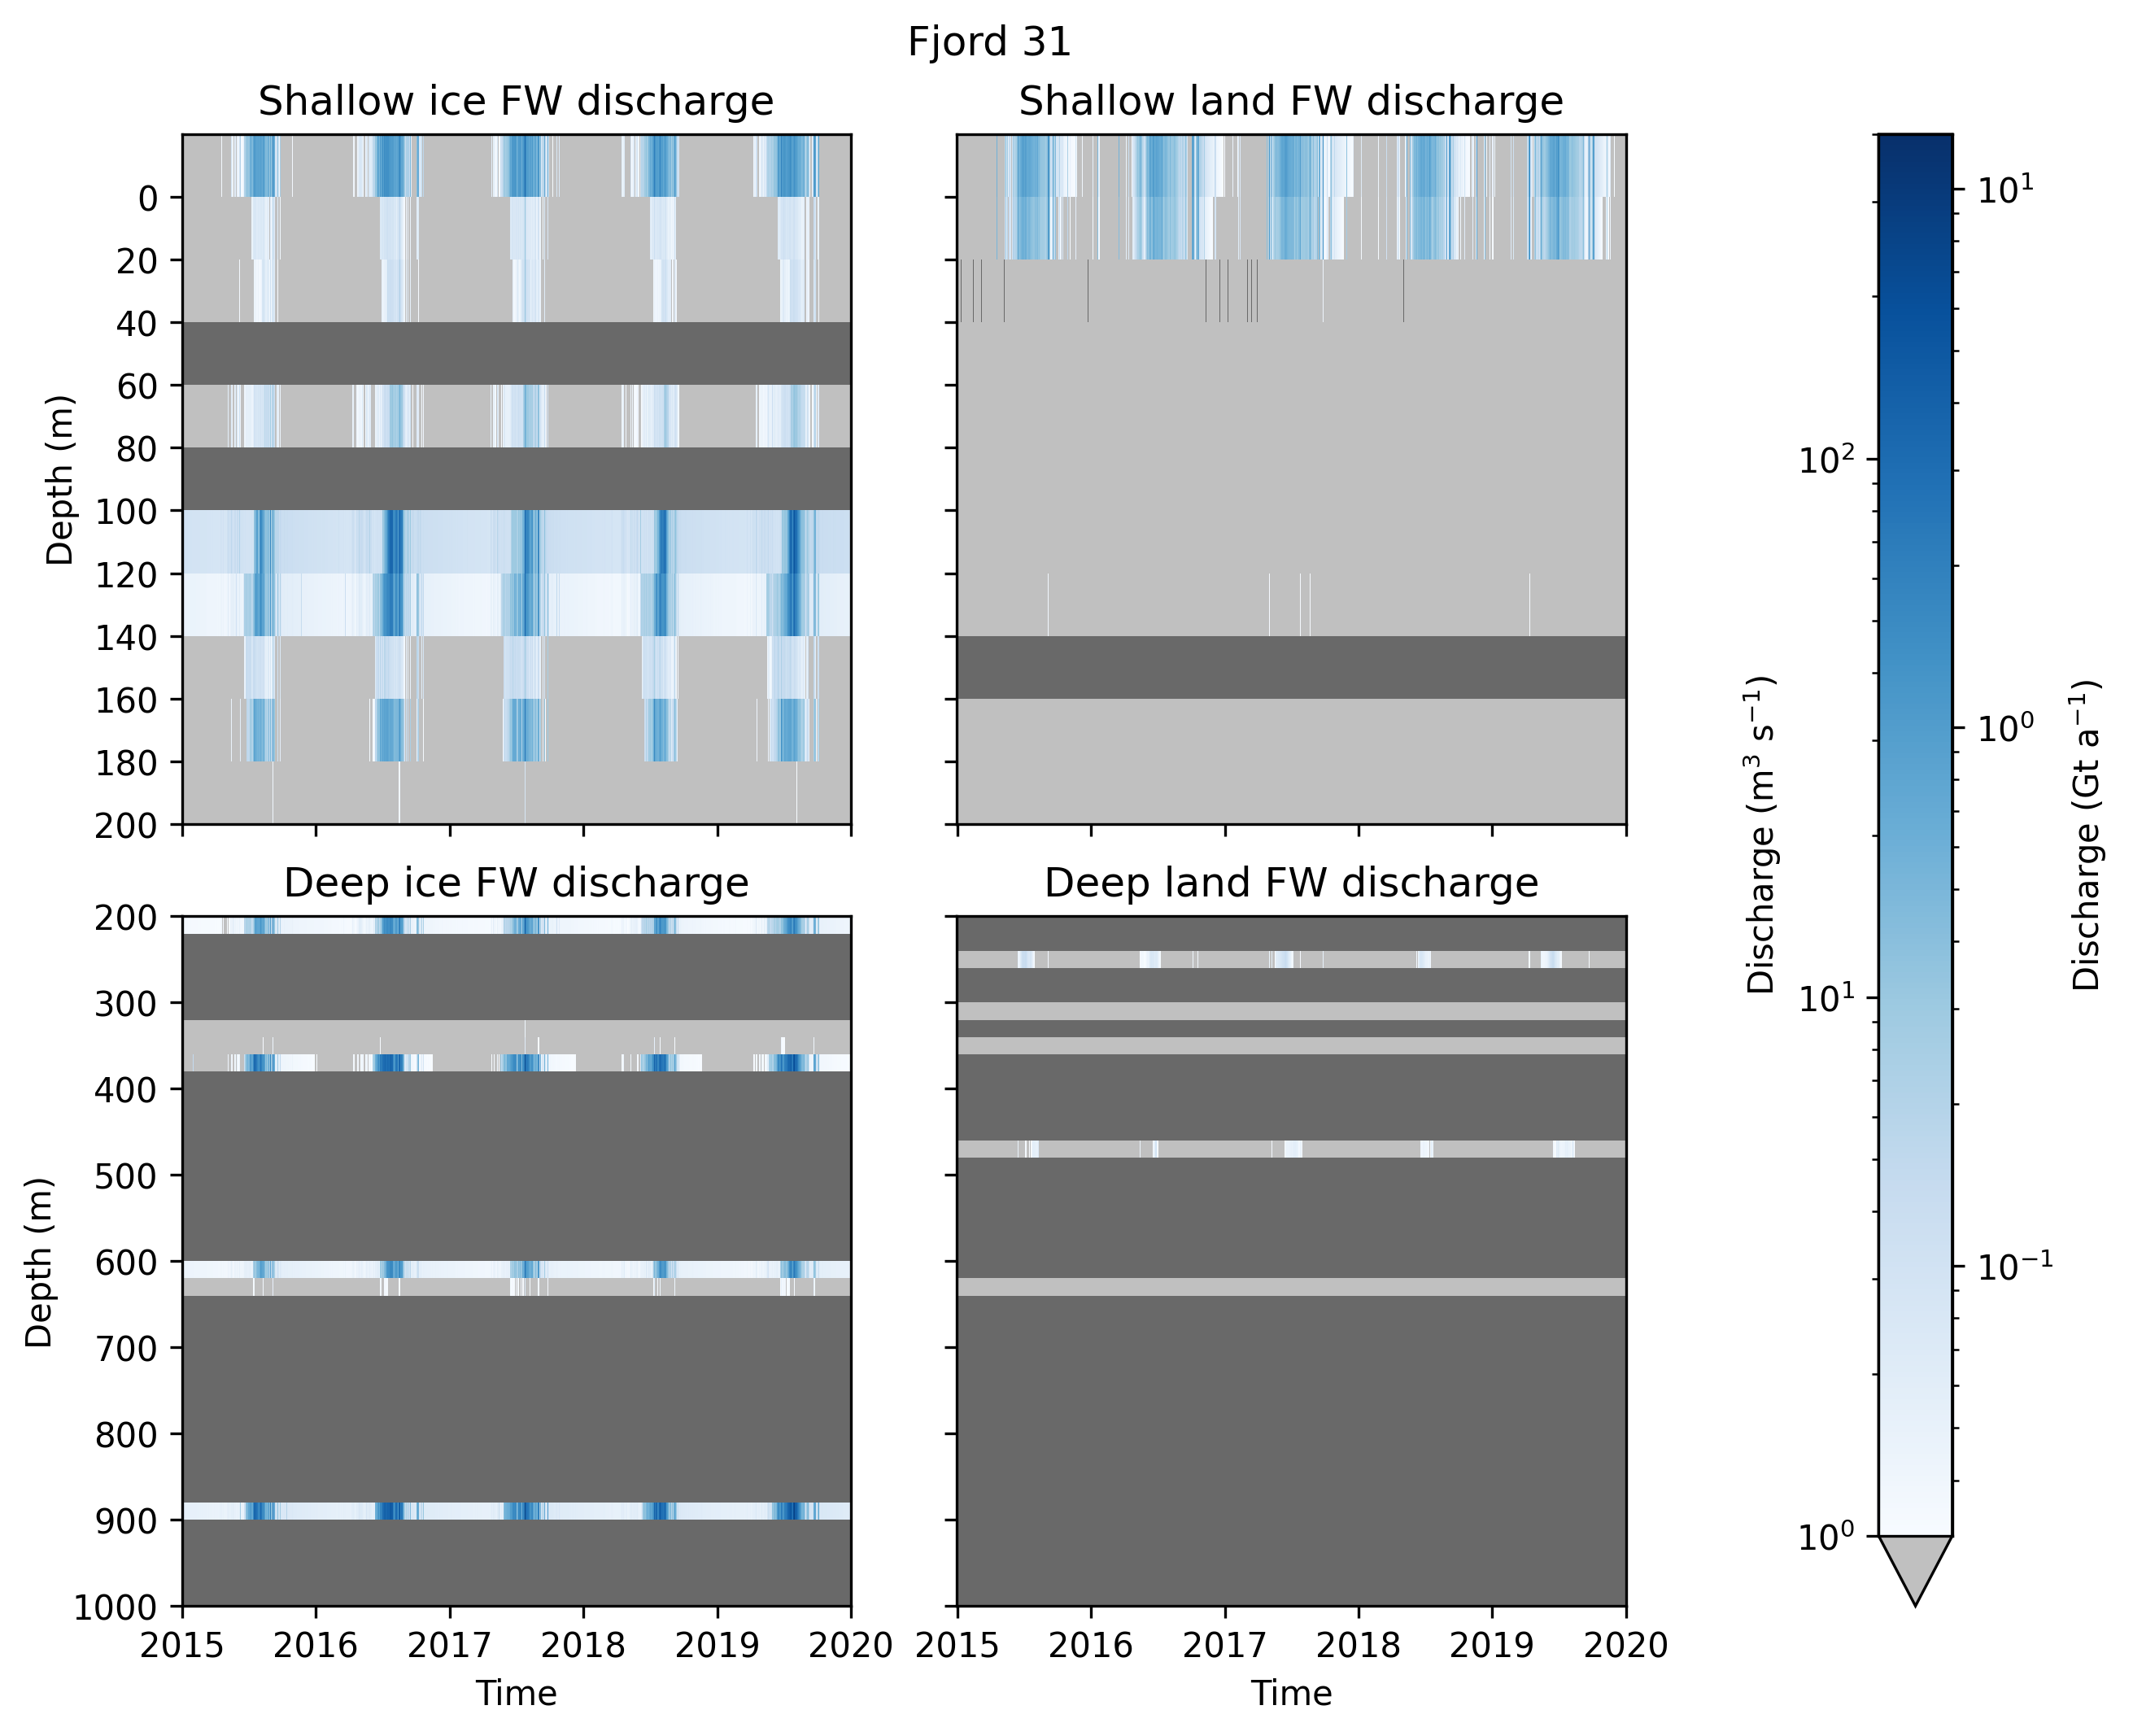 Fjord 31
Shallow ice FW discharge
Shallow land FW discharge
0
20
40
60
80
100
120
140
160
180
200
Depth (m)
Deep ice FW discharge
Deep land FW discharge
200
300
400
500
600
700
800
900
1000
Depth (m)
2015 2016 2017 2018 2019 2020
2015 2016 2017 2018 2019 2020
Time
Time
10²
10¹
10⁰
Discharge (m³ s⁻¹)
10¹
10⁰
10⁻¹
Discharge (Gt a⁻¹)